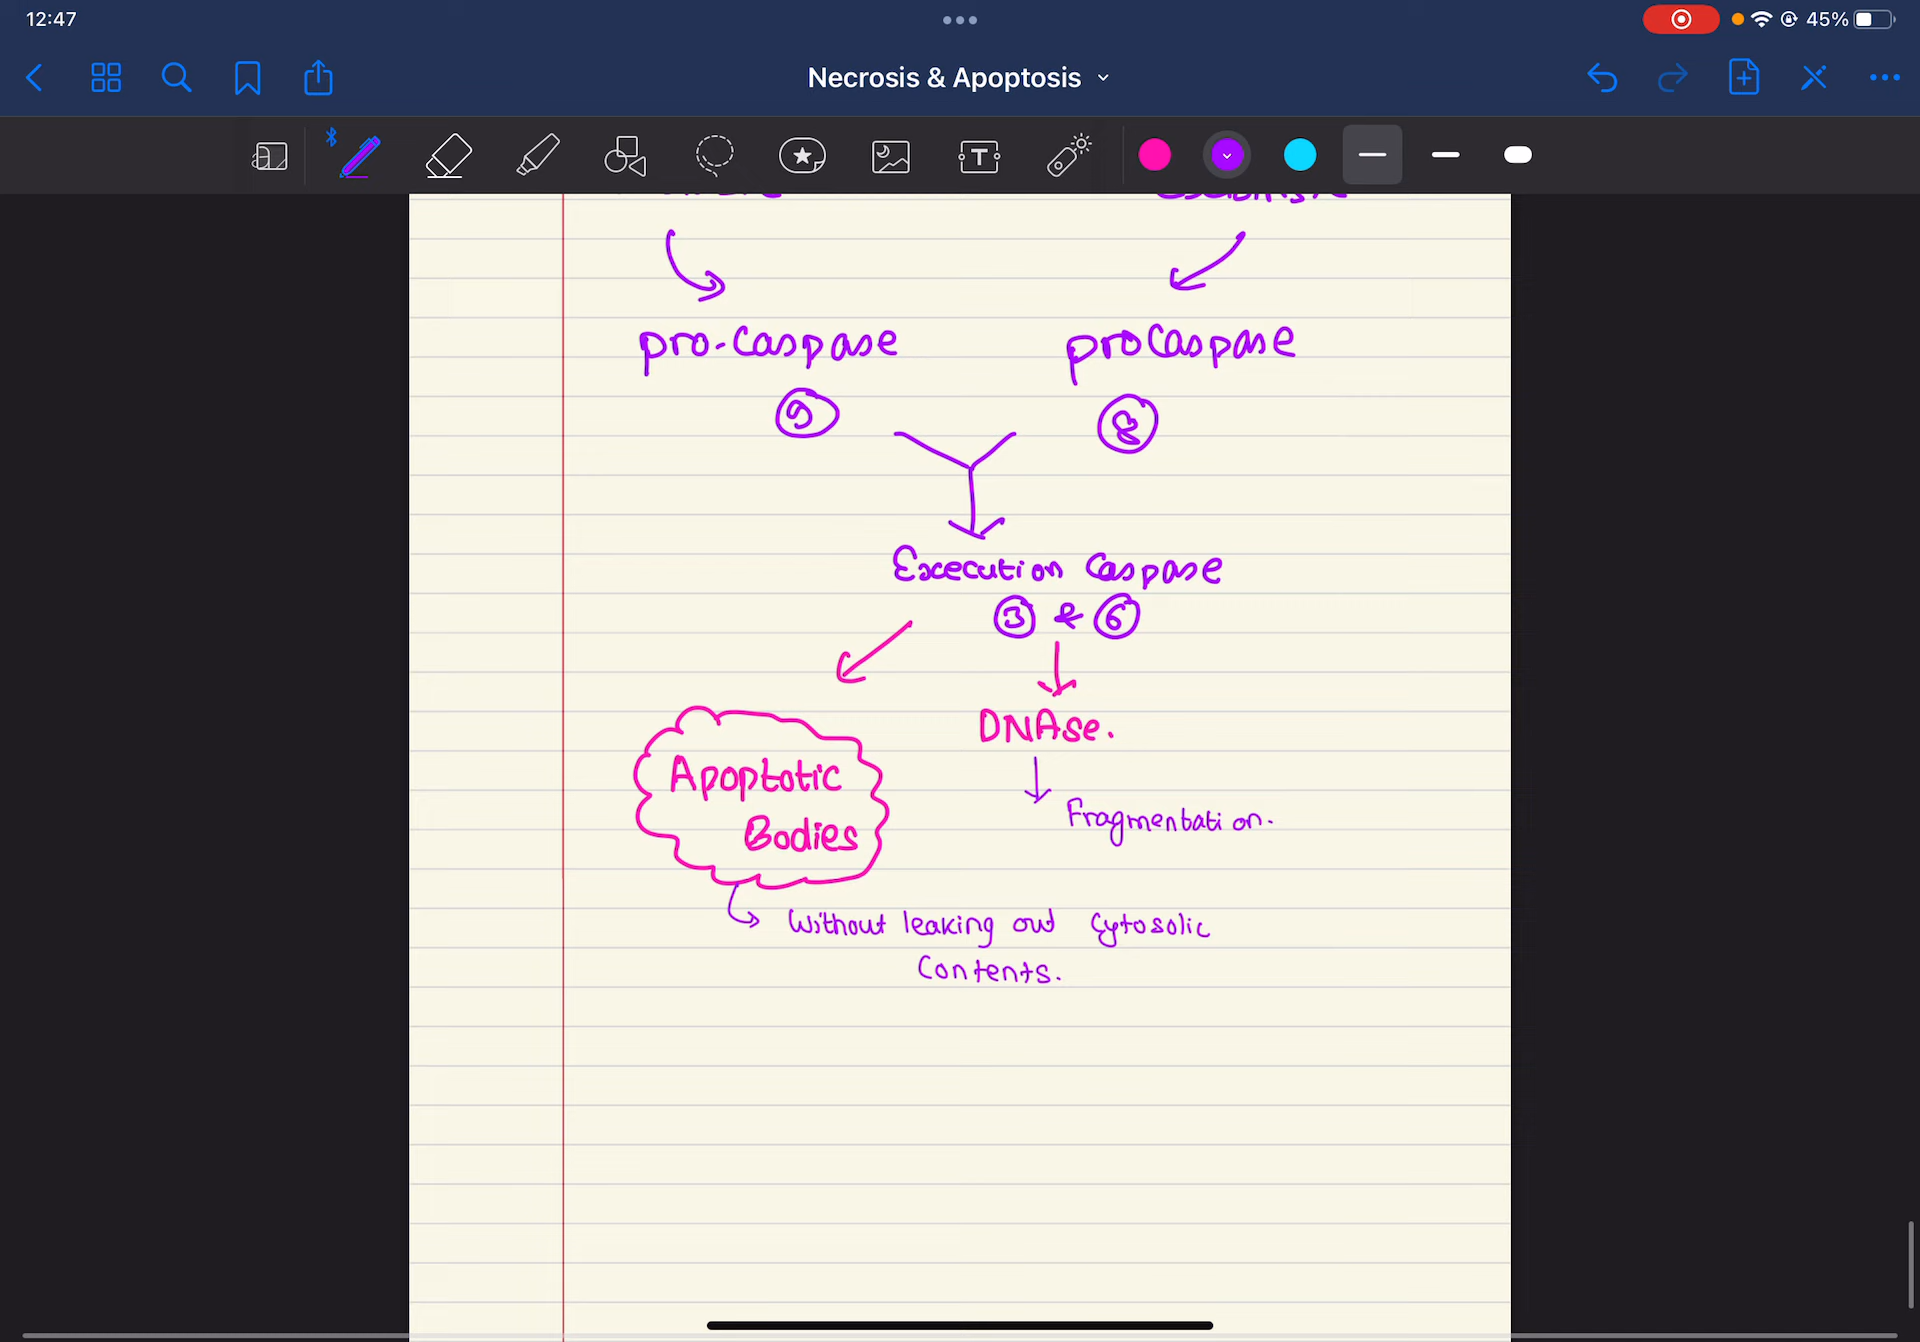 12:47
45%
Necrosis & Apoptosis
T
pro-Caspase
proCaspase
9
8
Execution Caspase
3 & 6
DNAse.
Apoptotic
Bodies
Fragmentation.
Without leaking out Cytosolic
Contents.